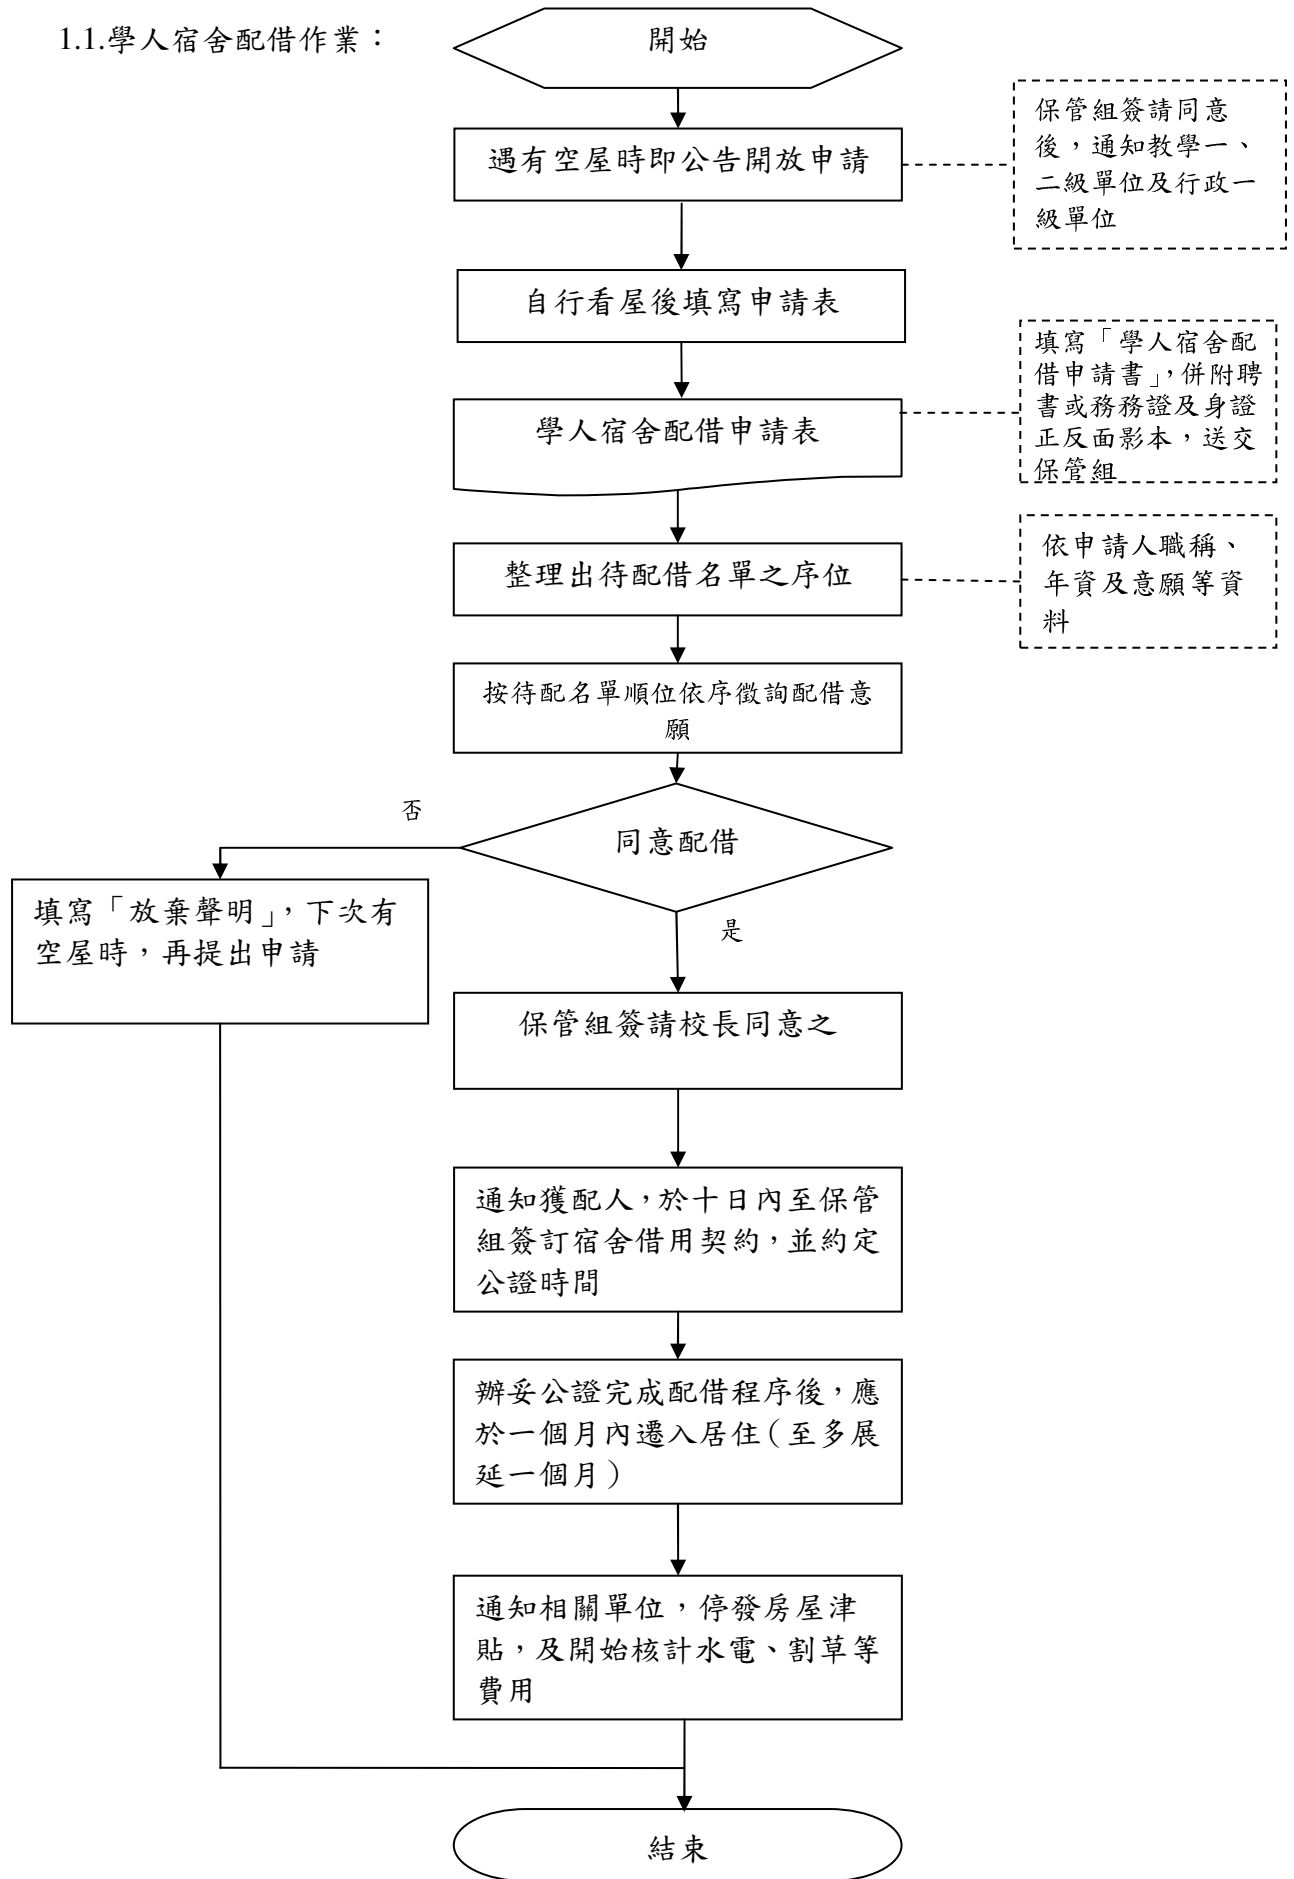 1.1.學人宿舍配借作業：
開始
遇有空屋時即公告開放申請
保管組簽請同意
後，通知教學一、
二級單位及行政一
級單位
自行看屋後填寫申請表
學人宿舍配借申請表
填寫「學人宿舍配
借申請書」，併附聘
書或務務證及身證
正反面影本，送交
保管組
整理出待配借名單之序位
依申請人職稱、
年資及意願等資
料
按待配名單順位依序徵詢配借意
願
同意配借
否
是
填寫「放棄聲明」，下次有
空屋時，再提出申請
保管組簽請校長同意之
通知獲配人，於十日內至保管
組簽訂宿舍借用契約，並約定
公證時間
辦妥公證完成配借程序後，應
於一個月內遷入居住（至多展
延一個月）
通知相關單位，停發房屋津
貼，及開始核計水電、割草等
費用
結束